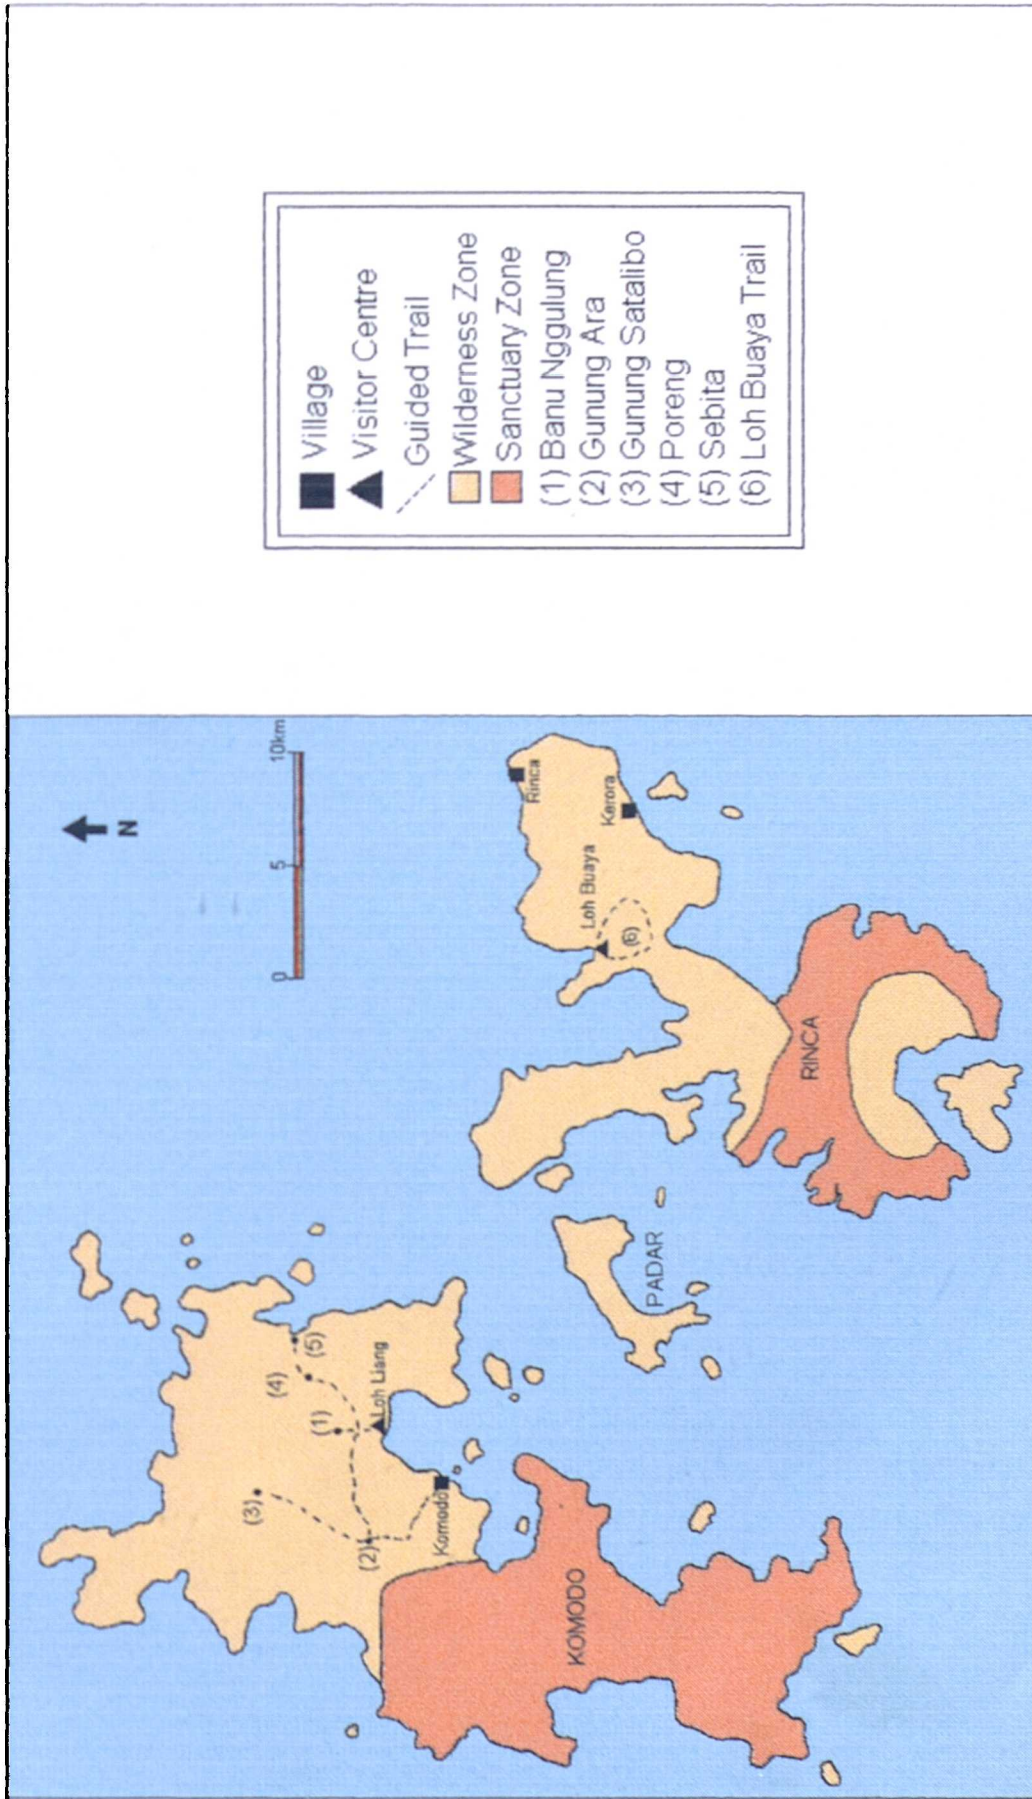 N
0 5 10km
(3)
(4)
(1)
(5)
(2)
Loh Liang
Komodo
KOMODO
PADAR
Rinca
Loh Buaya
Kerora
(6)
RINCA
Village
Visitor Centre
Guided Trail
Wilderness Zone
Sanctuary Zone
(1) Banu Nggulung
(2) Gunung Ara
(3) Gunung Satalibo
(4) Poreng
(5) Sebita
(6) Loh Buaya Trail